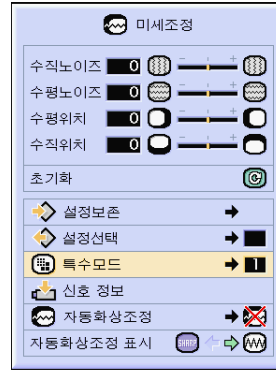 미세조정
수직노이즈 0
수평노이즈 0
수평위치 0
수직위치 0
초기화
설정보존
설정선택
특수모드 1
신호 정보
자동화상조정
자동화상조정 표시 SHARP